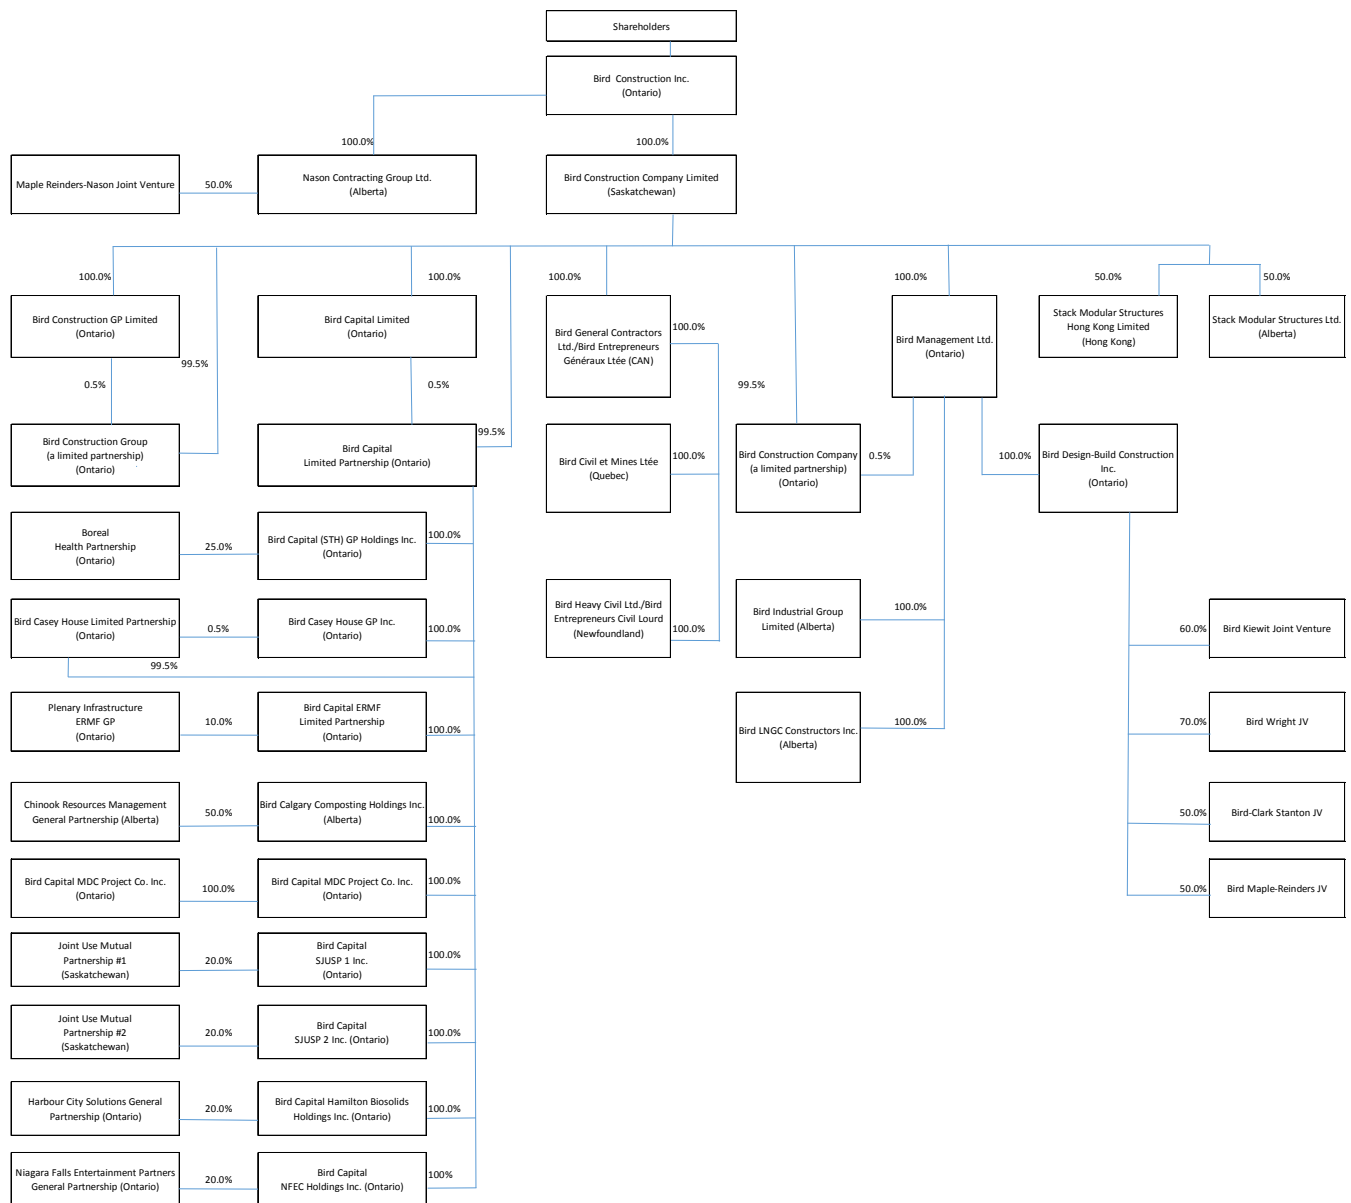 Shareholders
Bird Construction Inc.
(Ontario)
100.0%
100.0%
Maple Reinders-Nason Joint Venture
50.0%
Nason Contracting Group Ltd.
(Alberta)
Bird Construction Company Limited
(Saskatchewan)
100.0%
100.0%
100.0%
100.0%
50.0%
50.0%
Bird Construction GP Limited
(Ontario)
Bird Capital Limited
(Ontario)
Bird General Contractors
Ltd./Bird Entrepreneurs
Généraux Ltée (CAN)
100.0%
Bird Management Ltd.
(Ontario)
Stack Modular Structures
Hong Kong Limited
(Hong Kong)
Stack Modular Structures Ltd.
(Alberta)
99.5%
0.5%
0.5%
99.5%
Bird Construction Group
(a limited partnership)
(Ontario)
Bird Capital
Limited Partnership (Ontario)
99.5%
Bird Civil et Mines Ltée
(Quebec)
100.0%
Bird Construction Company
(a limited partnership)
(Ontario)
0.5%
100.0%
Bird Design-Build Construction
Inc.
(Ontario)
Boreal
Health Partnership
(Ontario)
25.0%
Bird Capital (STH) GP Holdings Inc.
(Ontario)
100.0%
Bird Casey House Limited Partnership
(Ontario)
0.5%
Bird Casey House GP Inc.
(Ontario)
100.0%
99.5%
Bird Heavy Civil Ltd./Bird
Entrepreneurs Civil Lourd
(Newfoundland)
100.0%
Bird Industrial Group
Limited (Alberta)
100.0%
60.0%
Bird Kiewit Joint Venture
Plenary Infrastructure
ERMF GP
(Ontario)
10.0%
Bird Capital ERMF
Limited Partnership
(Ontario)
100.0%
Bird LNGC Constructors Inc.
(Alberta)
100.0%
70.0%
Bird Wright JV
Chinook Resources Management
General Partnership (Alberta)
50.0%
Bird Calgary Composting Holdings Inc.
(Alberta)
100.0%
50.0%
Bird-Clark Stanton JV
Bird Capital MDC Project Co. Inc.
(Ontario)
100.0%
Bird Capital MDC Project Co. Inc.
(Ontario)
100.0%
50.0%
Bird Maple-Reinders JV
Joint Use Mutual
Partnership #1
(Saskatchewan)
20.0%
Bird Capital
SJUSP 1 Inc.
(Ontario)
100.0%
Joint Use Mutual
Partnership #2
(Saskatchewan)
20.0%
Bird Capital
SJUSP 2 Inc. (Ontario)
100.0%
Harbour City Solutions General
Partnership (Ontario)
20.0%
Bird Capital Hamilton Biosolids
Holdings Inc. (Ontario)
100.0%
Niagara Falls Entertainment Partners
General Partnership (Ontario)
20.0%
Bird Capital
NFEC Holdings Inc. (Ontario)
100%